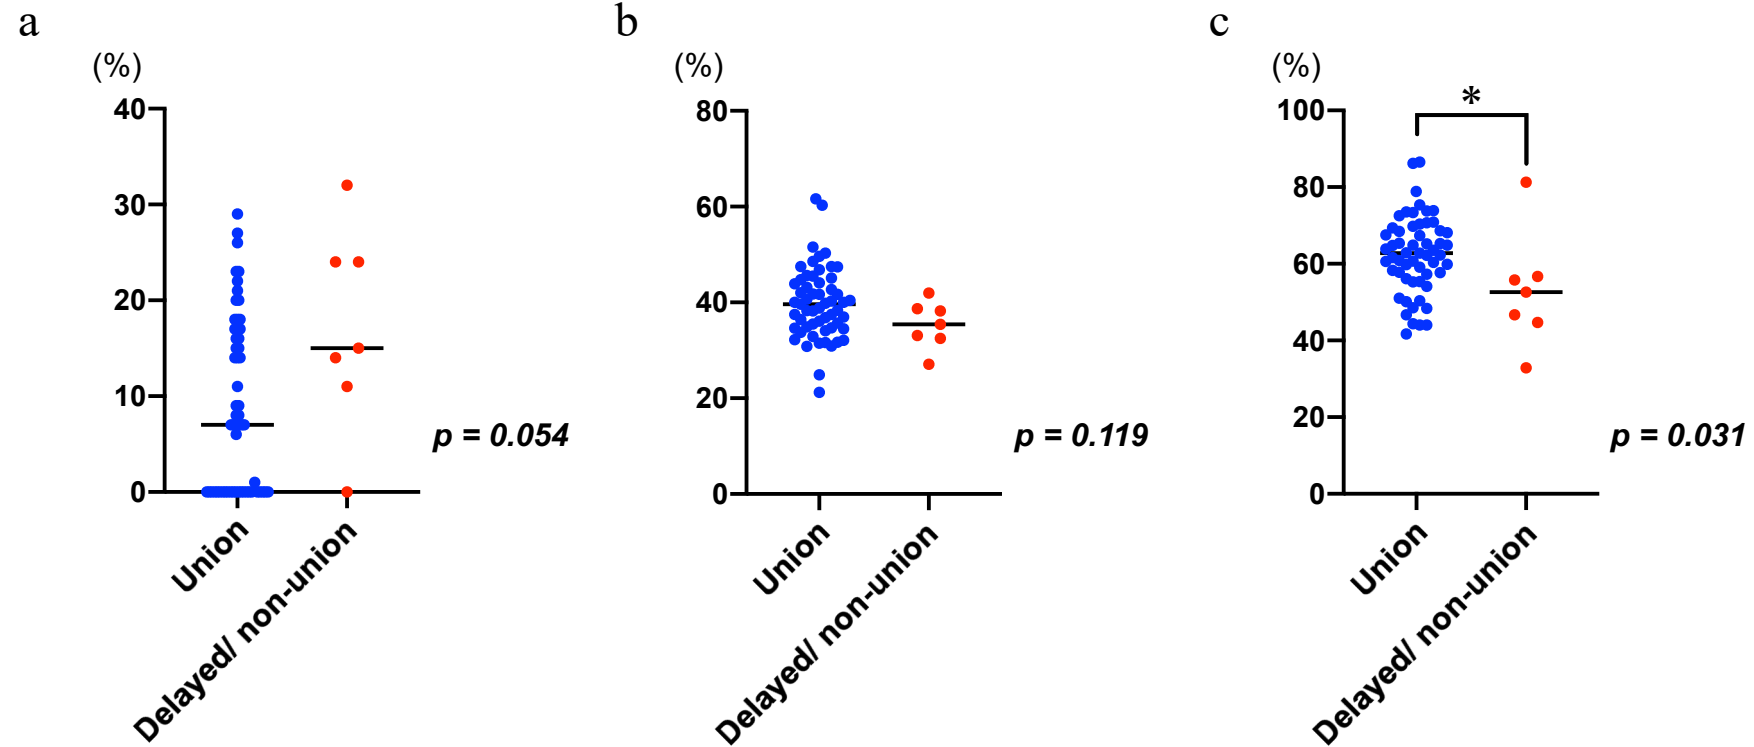 a
(%)
40
30
20
10
0
Union
Delayed/ non-union
p = 0.054
b
(%)
80
60
40
20
0
Union
Delayed/ non-union
p = 0.119
c
(%)
100
80
60
40
20
0
*
Union
Delayed/ non-union
p = 0.031